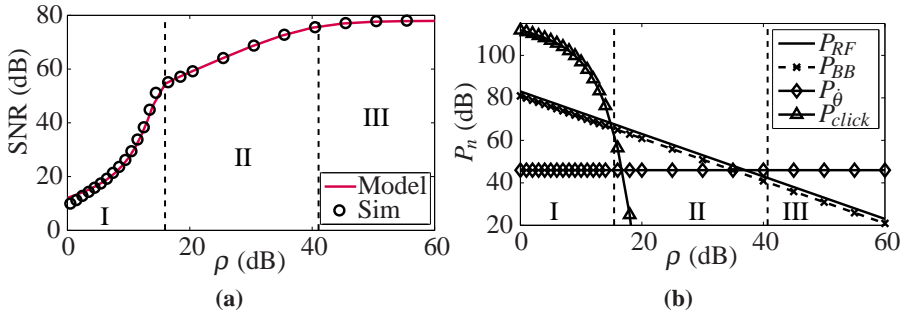 80
60
40
20
0
SNR (dB)
I
II
III
Model
Sim
0
20
40
60
ρ (dB)
(a)
100
80
60
40
20
P_n (dB)
P_RF
P_BB
P_θ̇
P_click
I
II
III
0
20
40
60
ρ (dB)
(b)